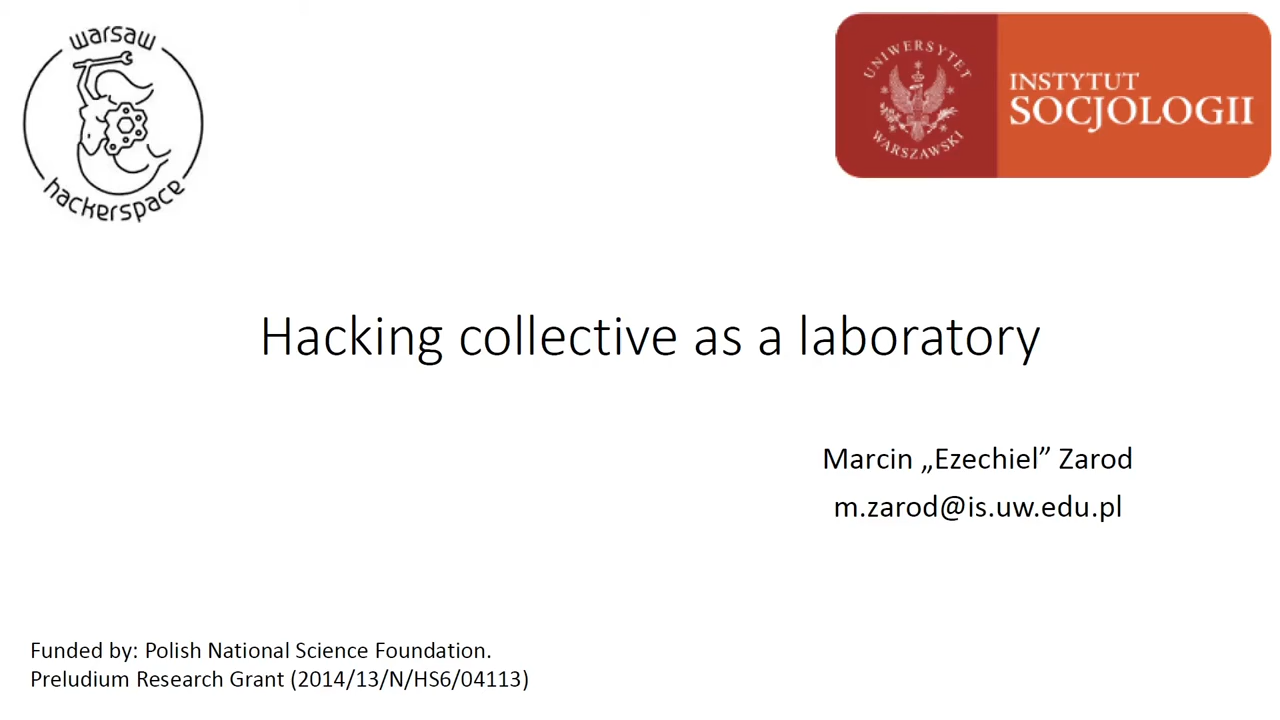 warsaw
hackerspace
UNIWERSYTET
WARSZAWSKI
INSTYTUT
SOCJOLOGII
Hacking collective as a laboratory
Marcin „Ezechiel” Zarod
m.zarod@is.uw.edu.pl
Funded by: Polish National Science Foundation.
Preludium Research Grant (2014/13/N/HS6/04113)